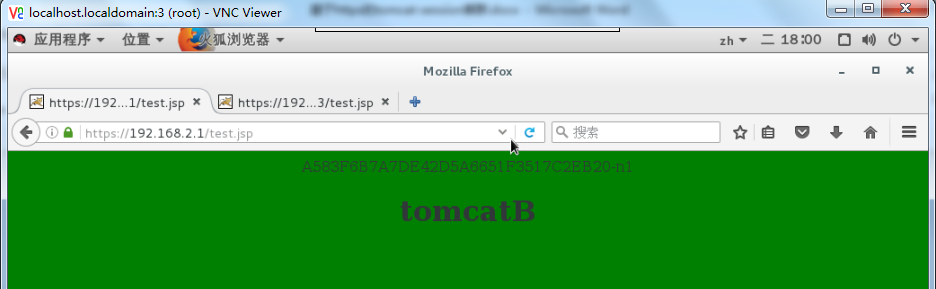 localhost.localdomain:3 (root) - VNC Viewer
应用程序 位置 火狐浏览器 zh 二 18∶00
Mozilla Firefox
https://192...1/test.jsp https://192...3/test.jsp
https://192.168.2.1/test.jsp 搜索
A583F6B7A7DE42D5A6651F3517C2EB20-n1
tomcatB